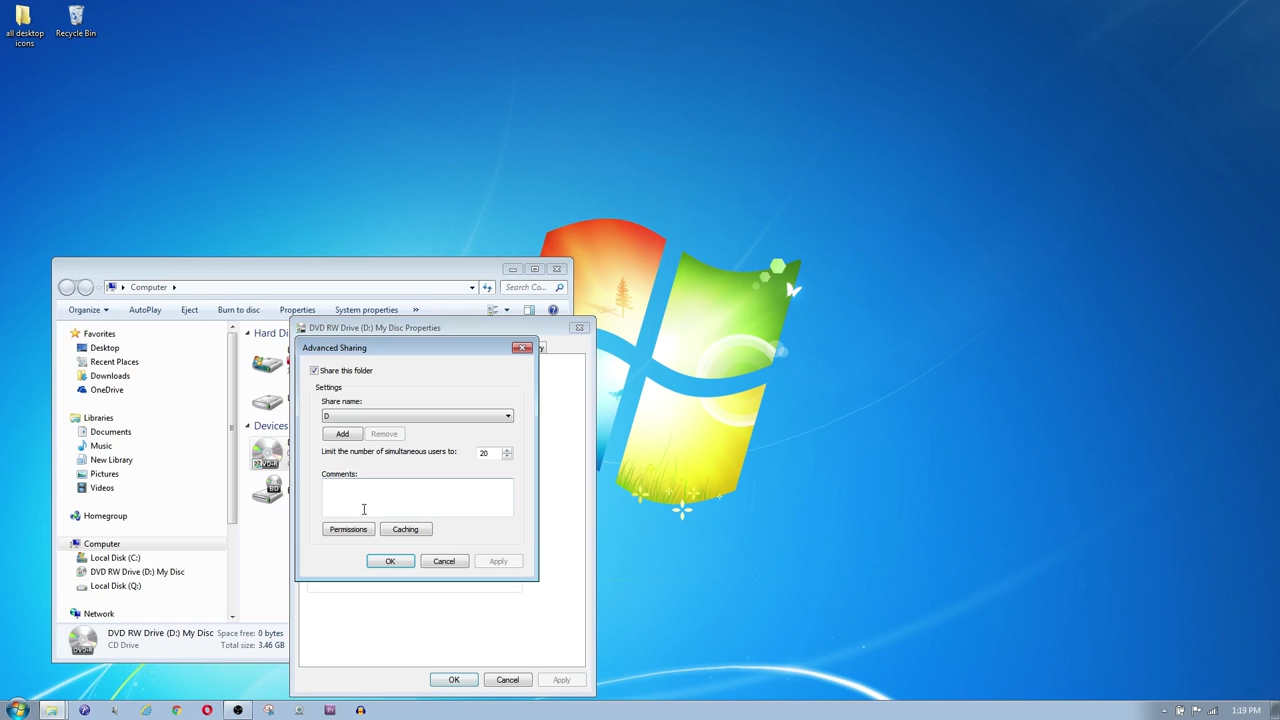 all desktop
icons
Recycle Bin
Computer
Search Co...
Organize
AutoPlay
Eject
Burn to disc
Properties
System properties
»
Favorites
Desktop
Recent Places
Downloads
OneDrive
Libraries
Documents
Music
New Library
Pictures
Videos
Homegroup
Computer
Local Disk (C:)
DVD RW Drive (D:) My Disc
Local Disk (Q:)
Network
Hard Di
Devices
DVD-R
BD
DVD RW Drive (D:) My Disc
Space free: 0 bytes
CD Drive
Total size: 3.46 GB
DVD RW Drive (D:) My Disc Properties
Advanced Sharing
Share this folder
Settings
Share name:
D
Add
Remove
Limit the number of simultaneous users to:
20
Comments:
Permissions
Caching
OK
Cancel
Apply
OK
Cancel
Apply
1:19 PM